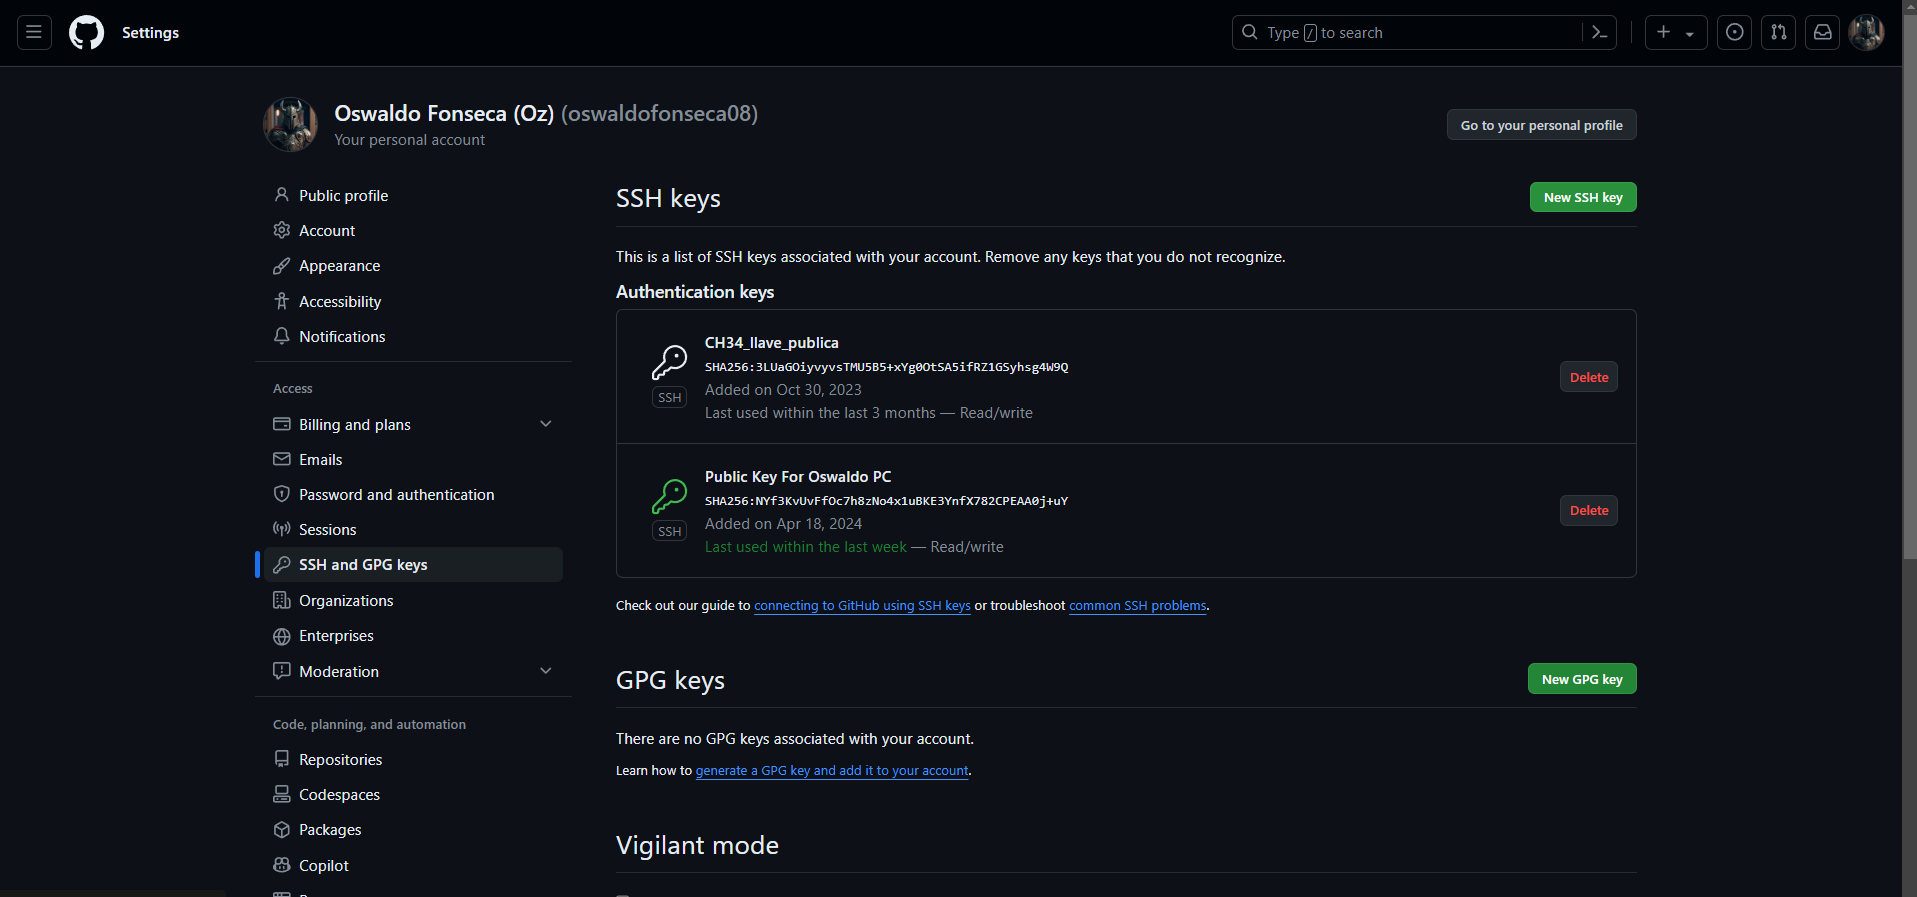 Settings
Type / to search
Oswaldo Fonseca (Oz) (oswaldofonseca08)
Your personal account
Go to your personal profile
Public profile
Account
Appearance
Accessibility
Notifications
Access
Billing and plans
Emails
Password and authentication
Sessions
SSH and GPG keys
Organizations
Enterprises
Moderation
Code, planning, and automation
Repositories
Codespaces
Packages
Copilot
SSH keys
New SSH key
This is a list of SSH keys associated with your account. Remove any keys that you do not recognize.
Authentication keys
CH34_llave_publica
SHA256:3LUaGOiyvyvsTMU5B5+xYg0OtSA5ifRZ1GSyhsg4W9Q
Added on Oct 30, 2023
Last used within the last 3 months — Read/write
SSH
Delete
Public Key For Oswaldo PC
SHA256:NYf3KvUvFfOc7h8zNo4x1uBKE3YnfX782CPEAA0j+uY
Added on Apr 18, 2024
Last used within the last week — Read/write
SSH
Delete
Check out our guide to connecting to GitHub using SSH keys or troubleshoot common SSH problems.
GPG keys
New GPG key
There are no GPG keys associated with your account.
Learn how to generate a GPG key and add it to your account.
Vigilant mode